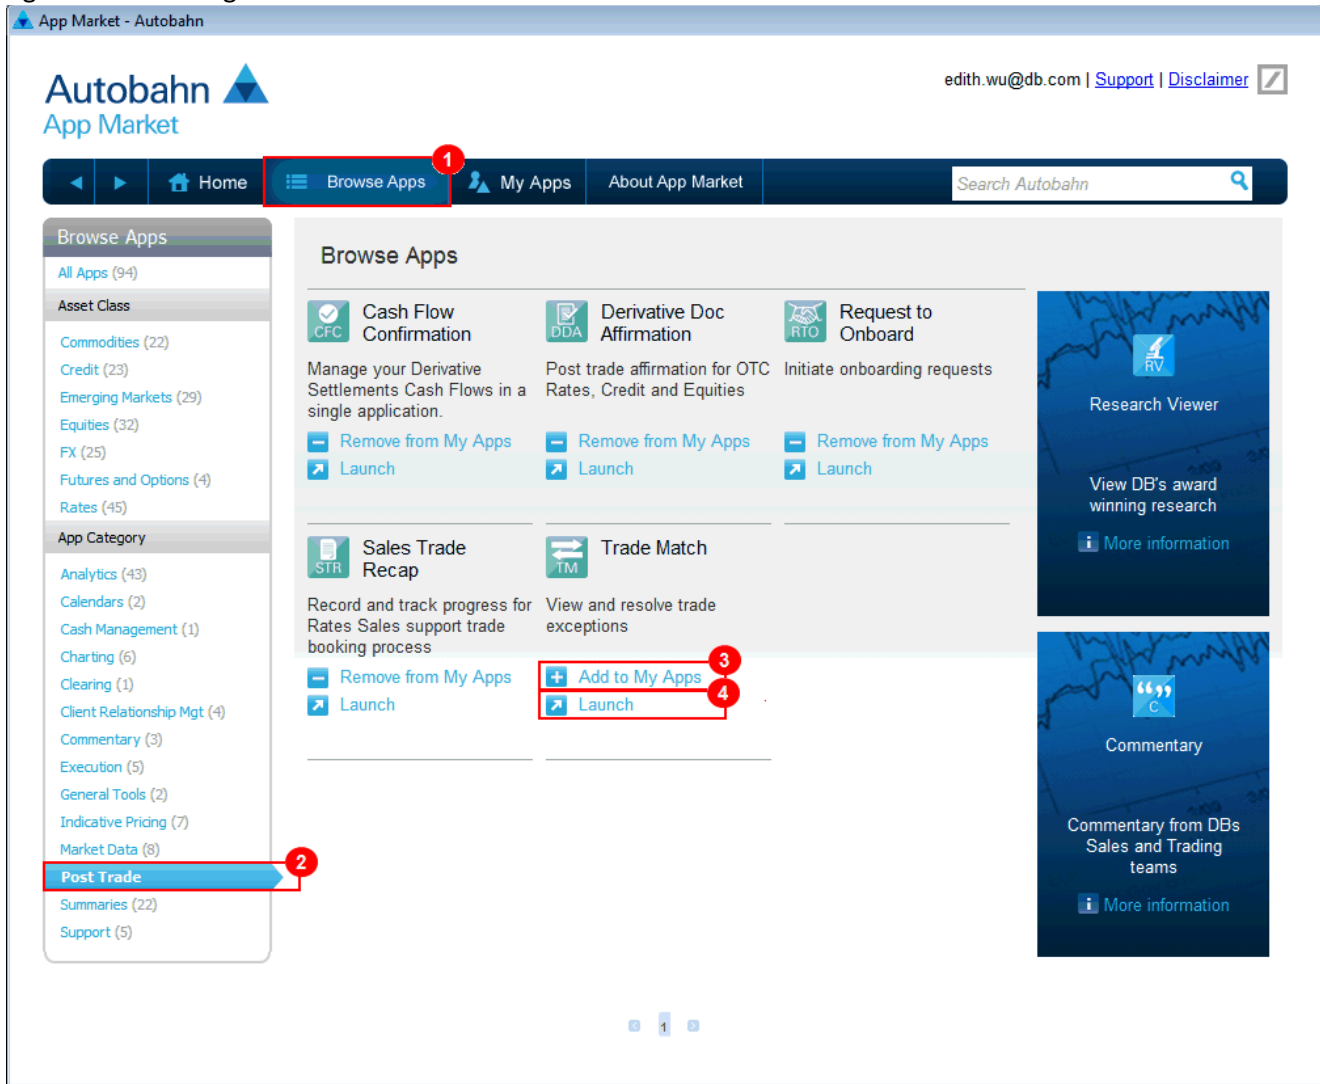 App Market - Autobahn
edith.wu@db.com | Support | Disclaimer
Autobahn
App Market
1
Home
Browse Apps
My Apps
About App Market
Search Autobahn
Browse Apps
All Apps (94)
Asset Class
Commodities (22)
Credit (23)
Emerging Markets (29)
Equities (32)
FX (25)
Futures and Options (4)
Rates (45)
App Category
Analytics (43)
Calendars (2)
Cash Management (1)
Charting (6)
Clearing (1)
Client Relationship Mgt (4)
Commentary (3)
Execution (5)
General Tools (2)
Indicative Pricing (7)
Market Data (8)
2
Post Trade
Summaries (22)
Support (5)
Browse Apps
CFC
Cash Flow
Confirmation
Manage your Derivative
Settlements Cash Flows in a
single application.
Remove from My Apps
Launch
DDA
Derivative Doc
Affirmation
Post trade affirmation for OTC
Rates, Credit and Equities
Remove from My Apps
Launch
RTO
Request to
Onboard
Initiate onboarding requests
Remove from My Apps
Launch
STR
Sales Trade
Recap
Record and track progress for
Rates Sales support trade
booking process
Remove from My Apps
Launch
TM
Trade Match
View and resolve trade
exceptions
3
Add to My Apps
4
Launch
RV
Research Viewer
View DB's award
winning research
More information
C
Commentary
Commentary from DBs
Sales and Trading
teams
More information
1